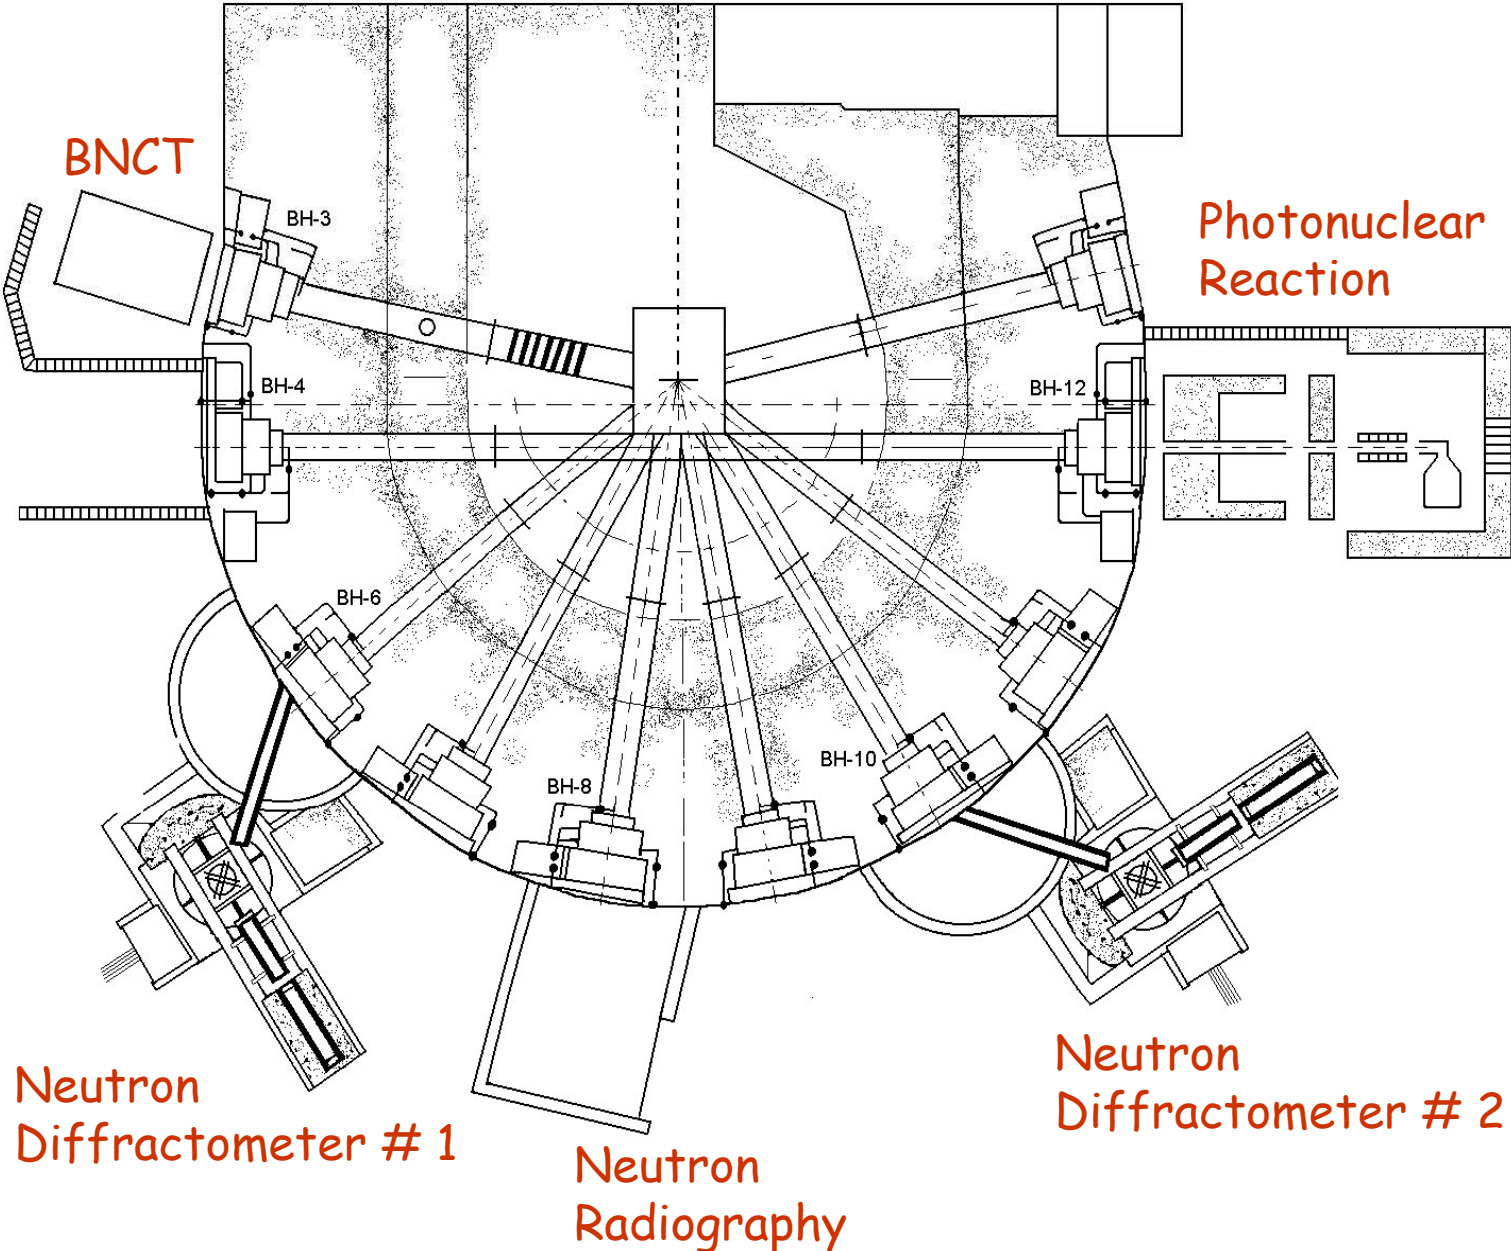 BNCT
BH-3
Photonuclear
Reaction
BH-4
BH-12
BH-6
BH-10
BH-8
Neutron
Diffractometer # 1
Neutron
Diffractometer # 2
Neutron
Radiography